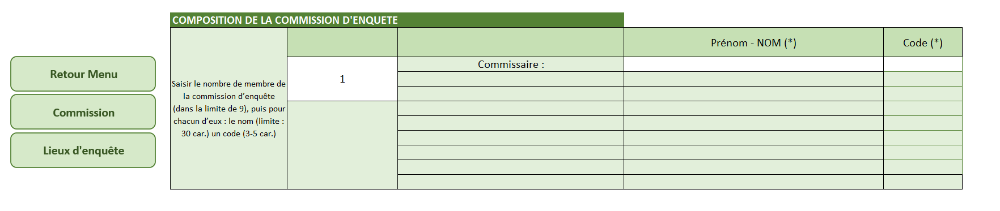 COMPOSITION DE LA COMMISSION D'ENQUETE
Prénom - NOM (*)
Code (*)
Retour Menu
Commission
Lieux d'enquête
Saisir le nombre de membre de
la commission d’enquête
(dans la limite de 9), puis pour
chacun d’eux : le nom (limite :
30 car.) un code (3-5 car.)
1
Commissaire :